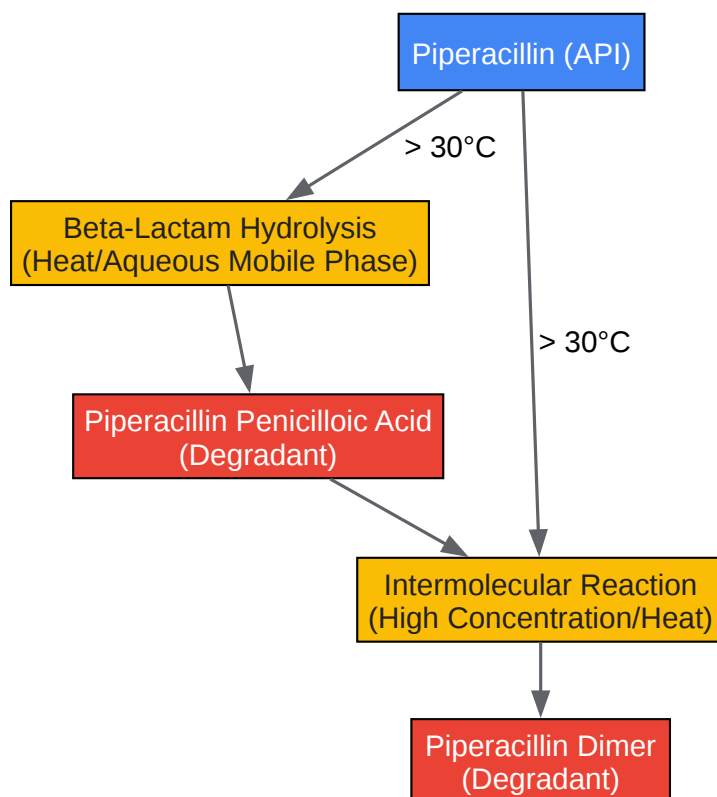 Piperacillin (API)
> 30°C
Beta-Lactam Hydrolysis
(Heat/Aqueous Mobile Phase)
> 30°C
Piperacillin Penicilloic Acid
(Degradant)
Intermolecular Reaction
(High Concentration/Heat)
Piperacillin Dimer
(Degradant)